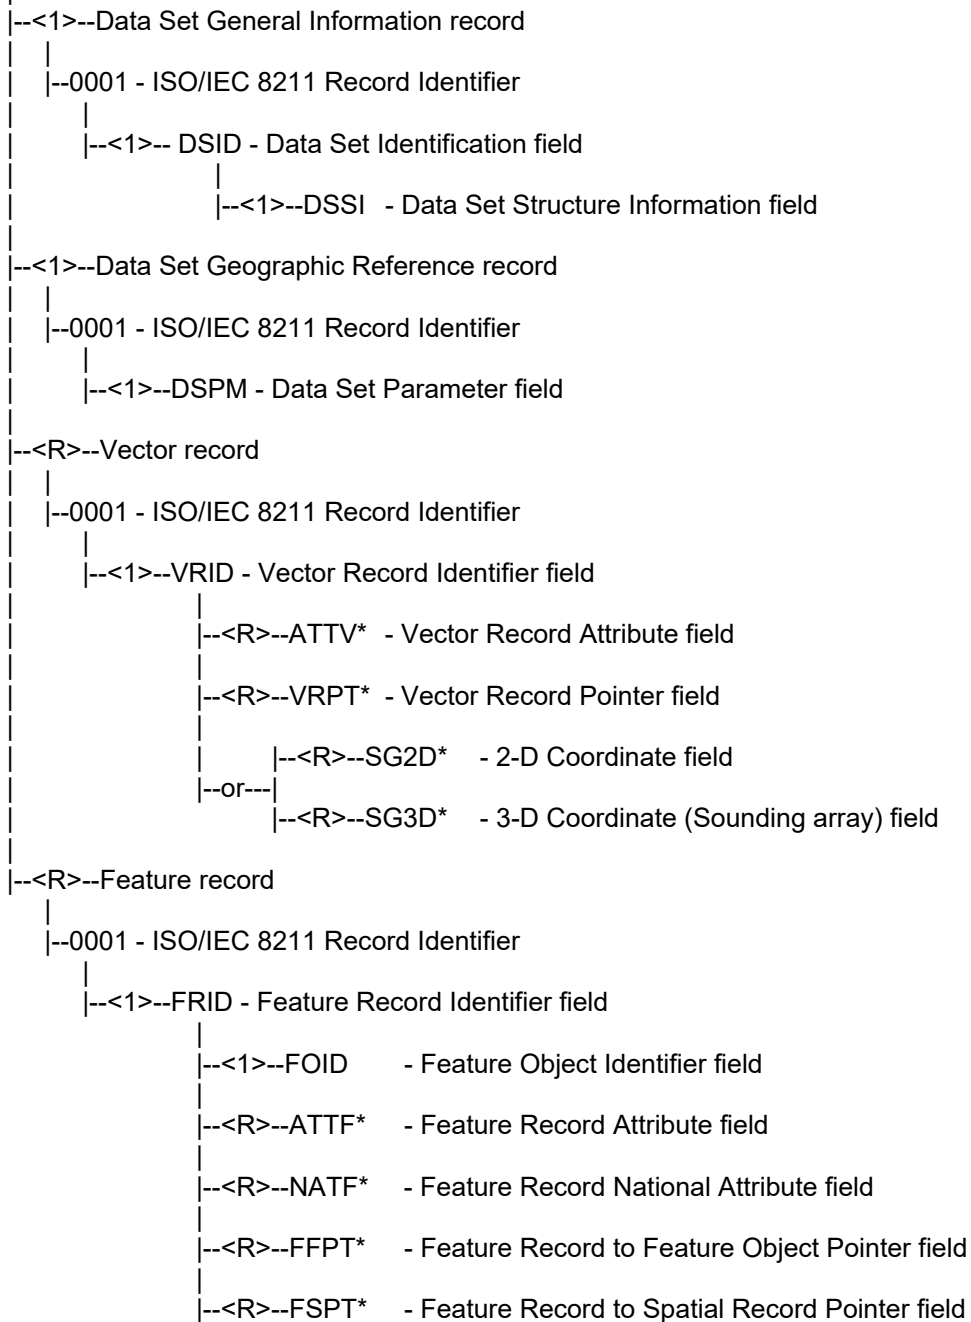 |--<1>--Data Set General Information record
|--0001 - ISO/IEC 8211 Record Identifier
|--<1>-- DSID - Data Set Identification field
|--<1>--DSSI - Data Set Structure Information field
|--<1>--Data Set Geographic Reference record
|--0001 - ISO/IEC 8211 Record Identifier
|--<1>--DSPM - Data Set Parameter field
|--<R>--Vector record
|--0001 - ISO/IEC 8211 Record Identifier
|--<1>--VRID - Vector Record Identifier field
|--<R>--ATTV* - Vector Record Attribute field
|--<R>--VRPT* - Vector Record Pointer field
|--<R>--SG2D* - 2-D Coordinate field
|--or---|
|--<R>--SG3D* - 3-D Coordinate (Sounding array) field
|--<R>--Feature record
|--0001 - ISO/IEC 8211 Record Identifier
|--<1>--FRID - Feature Record Identifier field
|--<1>--FOID - Feature Object Identifier field
|--<R>--ATTF* - Feature Record Attribute field
|--<R>--NATF* - Feature Record National Attribute field
|--<R>--FFPT* - Feature Record to Feature Object Pointer field
|--<R>--FSPT* - Feature Record to Spatial Record Pointer field